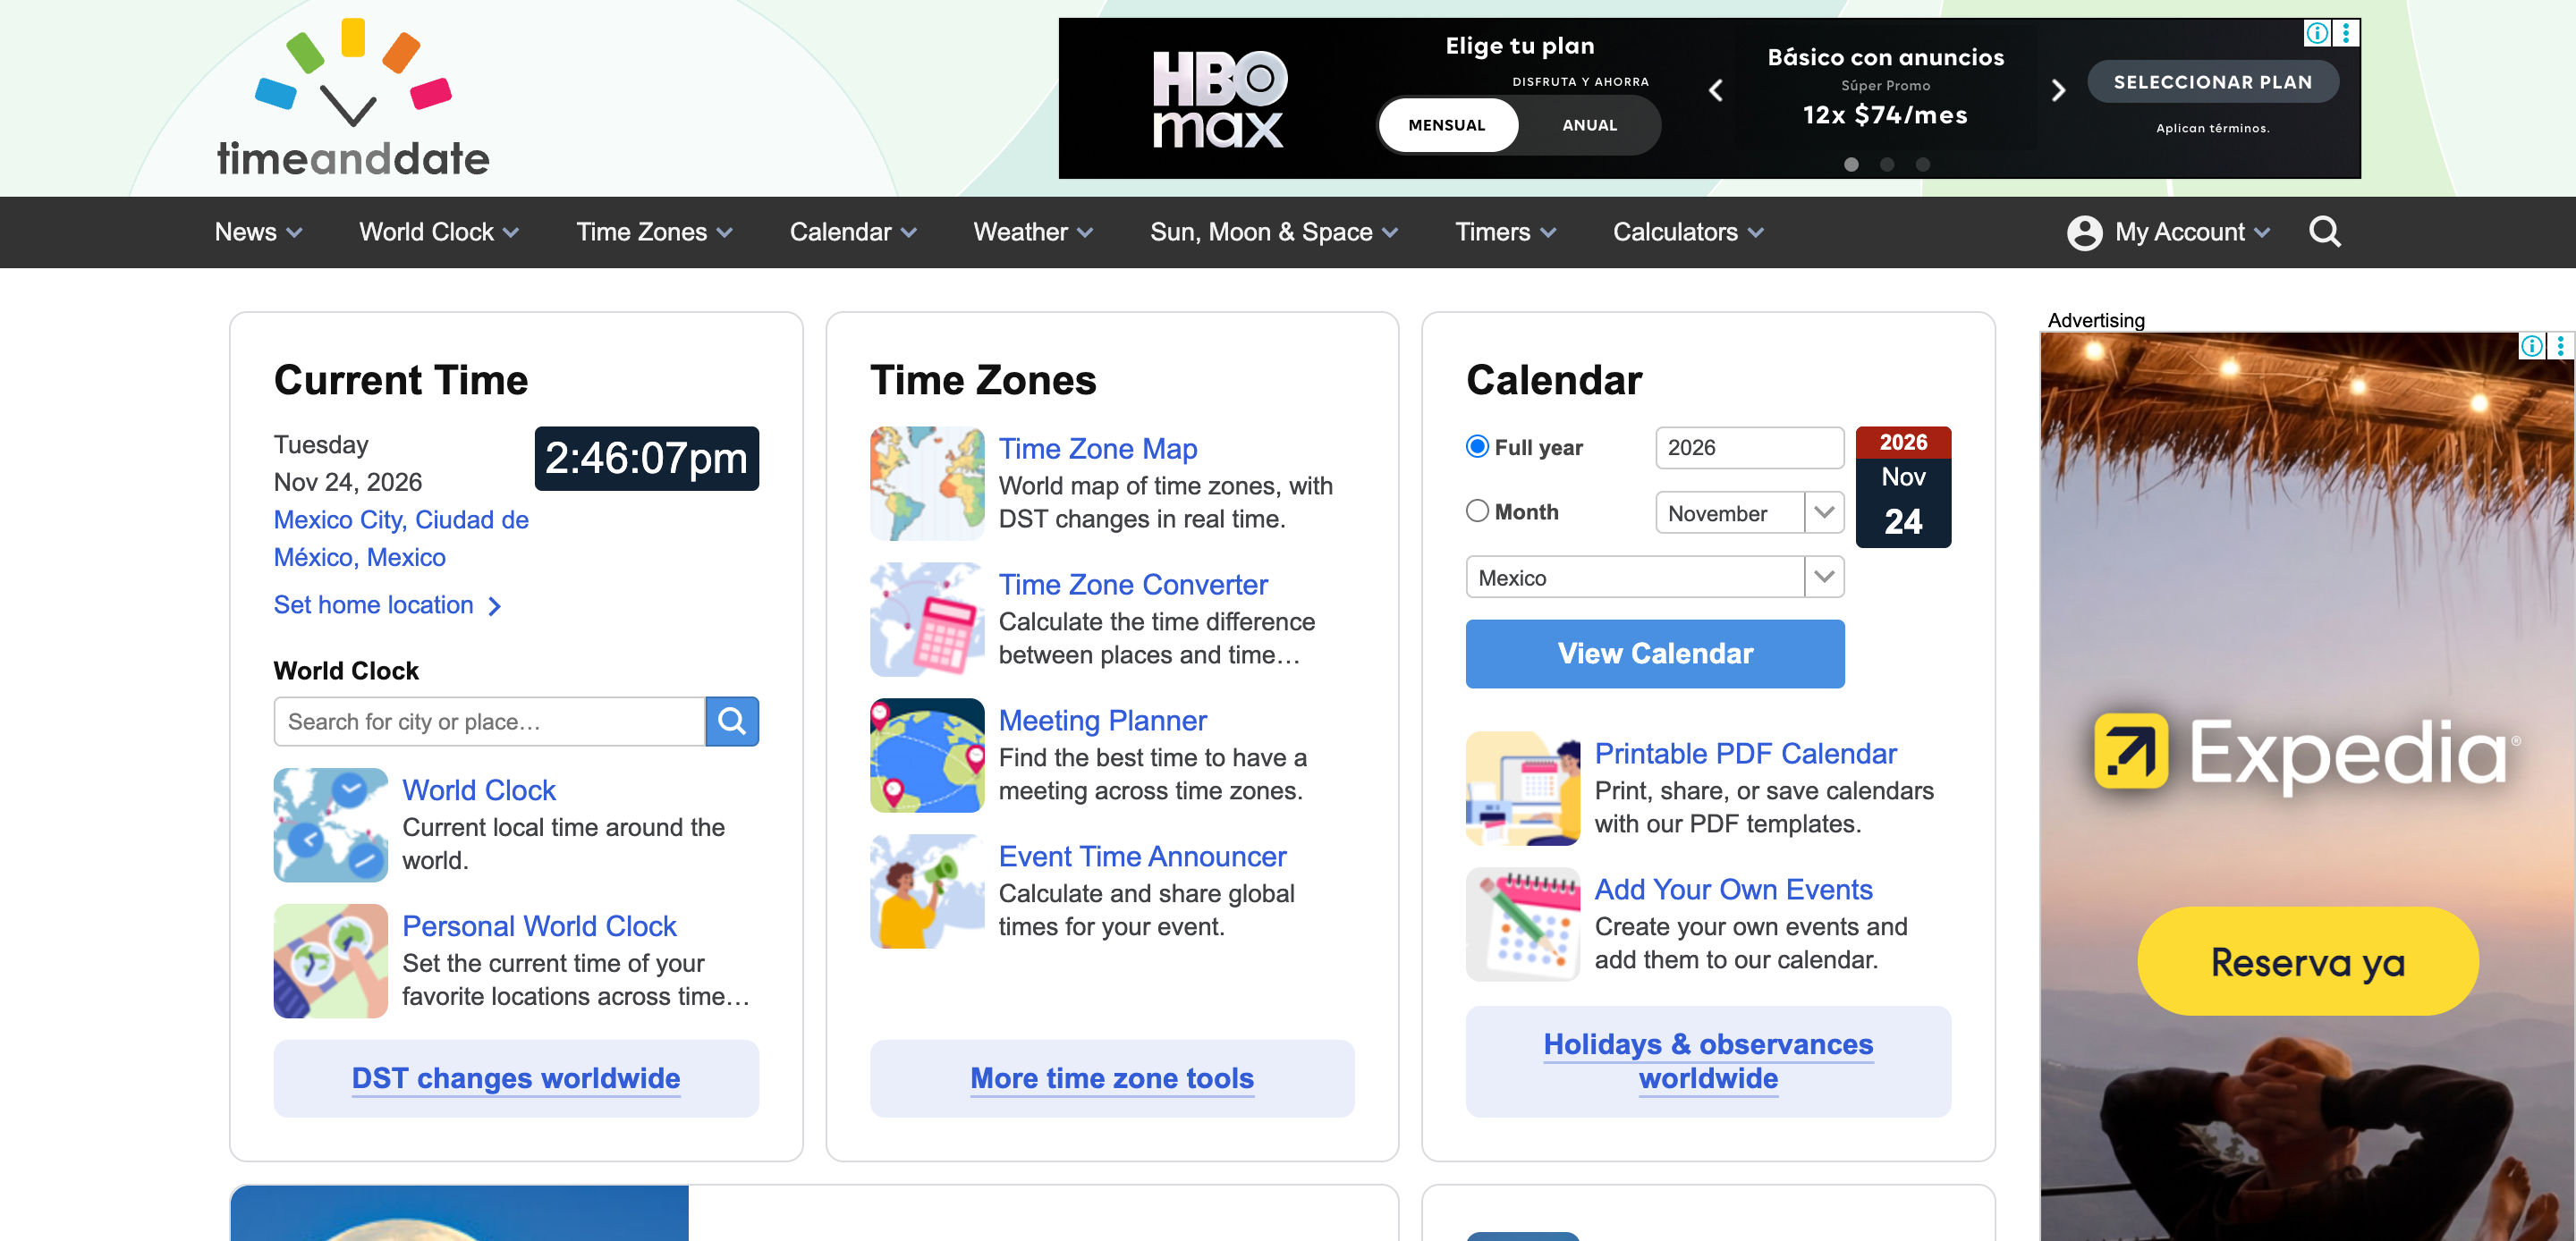 timeanddate
HBO
max
Elige tu plan
DISFRUTA Y AHORRA
MENSUAL
ANUAL
Básico con anuncios
Súper Promo
12x $74/mes
SELECCIONAR PLAN
Aplican términos.
News
World Clock
Time Zones
Calendar
Weather
Sun, Moon & Space
Timers
Calculators
My Account
Current Time
Tuesday
Nov 24, 2026
Mexico City, Ciudad de
México, Mexico
2:46:07pm
Set home location
World Clock
Search for city or place…
World Clock
Current local time around the
world.
Personal World Clock
Set the current time of your
favorite locations across time…
DST changes worldwide
Time Zones
Time Zone Map
World map of time zones, with
DST changes in real time.
Time Zone Converter
Calculate the time difference
between places and time…
Meeting Planner
Find the best time to have a
meeting across time zones.
Event Time Announcer
Calculate and share global
times for your event.
More time zone tools
Calendar
Full year
2026
Month
November
Mexico
2026
Nov
24
View Calendar
Printable PDF Calendar
Print, share, or save calendars
with our PDF templates.
Add Your Own Events
Create your own events and
add them to our calendar.
Holidays & observances
worldwide
Advertising
Expedia®
Reserva ya